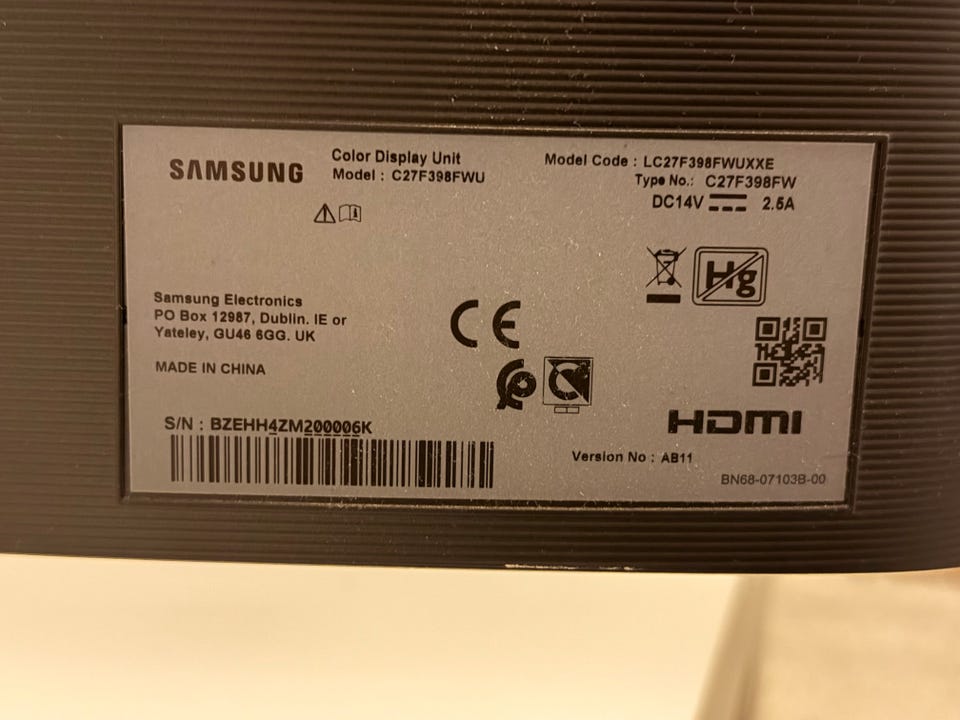 SAMSUNG
Color Display Unit
Model : C27F398FWU
Model Code : LC27F398FWUXXE
Type No.: C27F398FW
DC14V 2.5A
Hg
Samsung Electronics
PO Box 12987, Dublin. IE or
Yateley, GU46 6GG. UK
CE
MADE IN CHINA
HDMI
S/N : BZEHH4ZM200006K
Version No : AB11
BN68-07103B-00